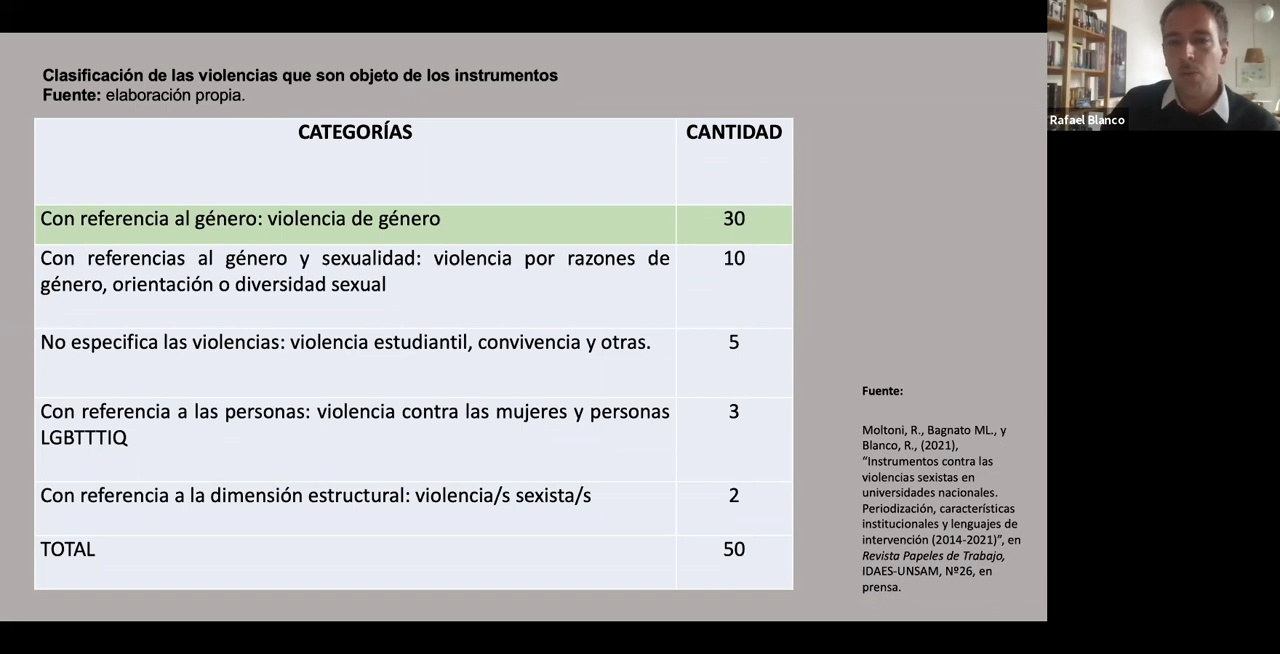 Clasificación de las violencias que son objeto de los instrumentos
Fuente: elaboración propia.
CATEGORÍAS
CANTIDAD
Con referencia al género: violencia de género
30
Con referencias al género y sexualidad: violencia por razones de
género, orientación o diversidad sexual
10
No especifica las violencias: violencia estudiantil, convivencia y otras.
5
Con referencia a las personas: violencia contra las mujeres y personas
LGBTTTIQ
3
Con referencia a la dimensión estructural: violencia/s sexista/s
2
TOTAL
50
Fuente:
Moltoni, R., Bagnato ML., y
Blanco, R., (2021),
“Instrumentos contra las
violencias sexistas en
universidades nacionales.
Periodización, características
institucionales y lenguajes de
intervención (2014-2021)”, en
Revista Papeles de Trabajo,
IDAES-UNSAM, Nº26, en
prensa.
Rafael Blanco